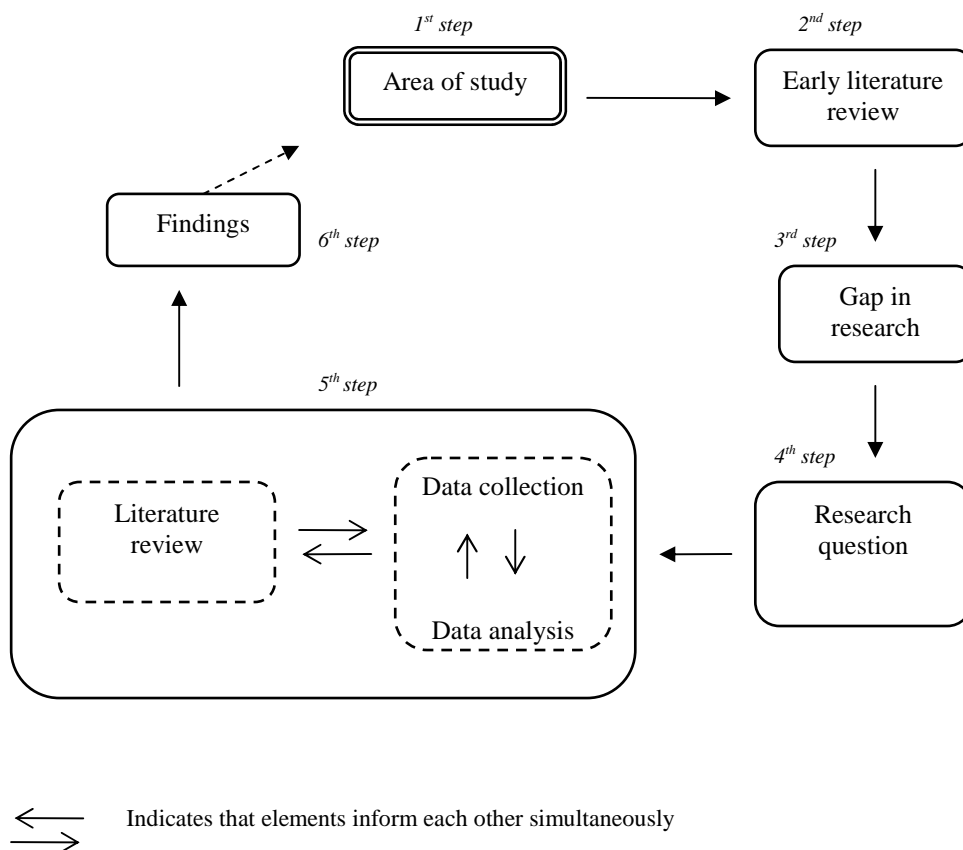 1st step
Area of study
2nd step
Early literature
review
3rd step
Gap in
research
4th step
Research
question
5th step
Literature
review
Data collection
Data analysis
6th step
Findings
Indicates that elements inform each other simultaneously